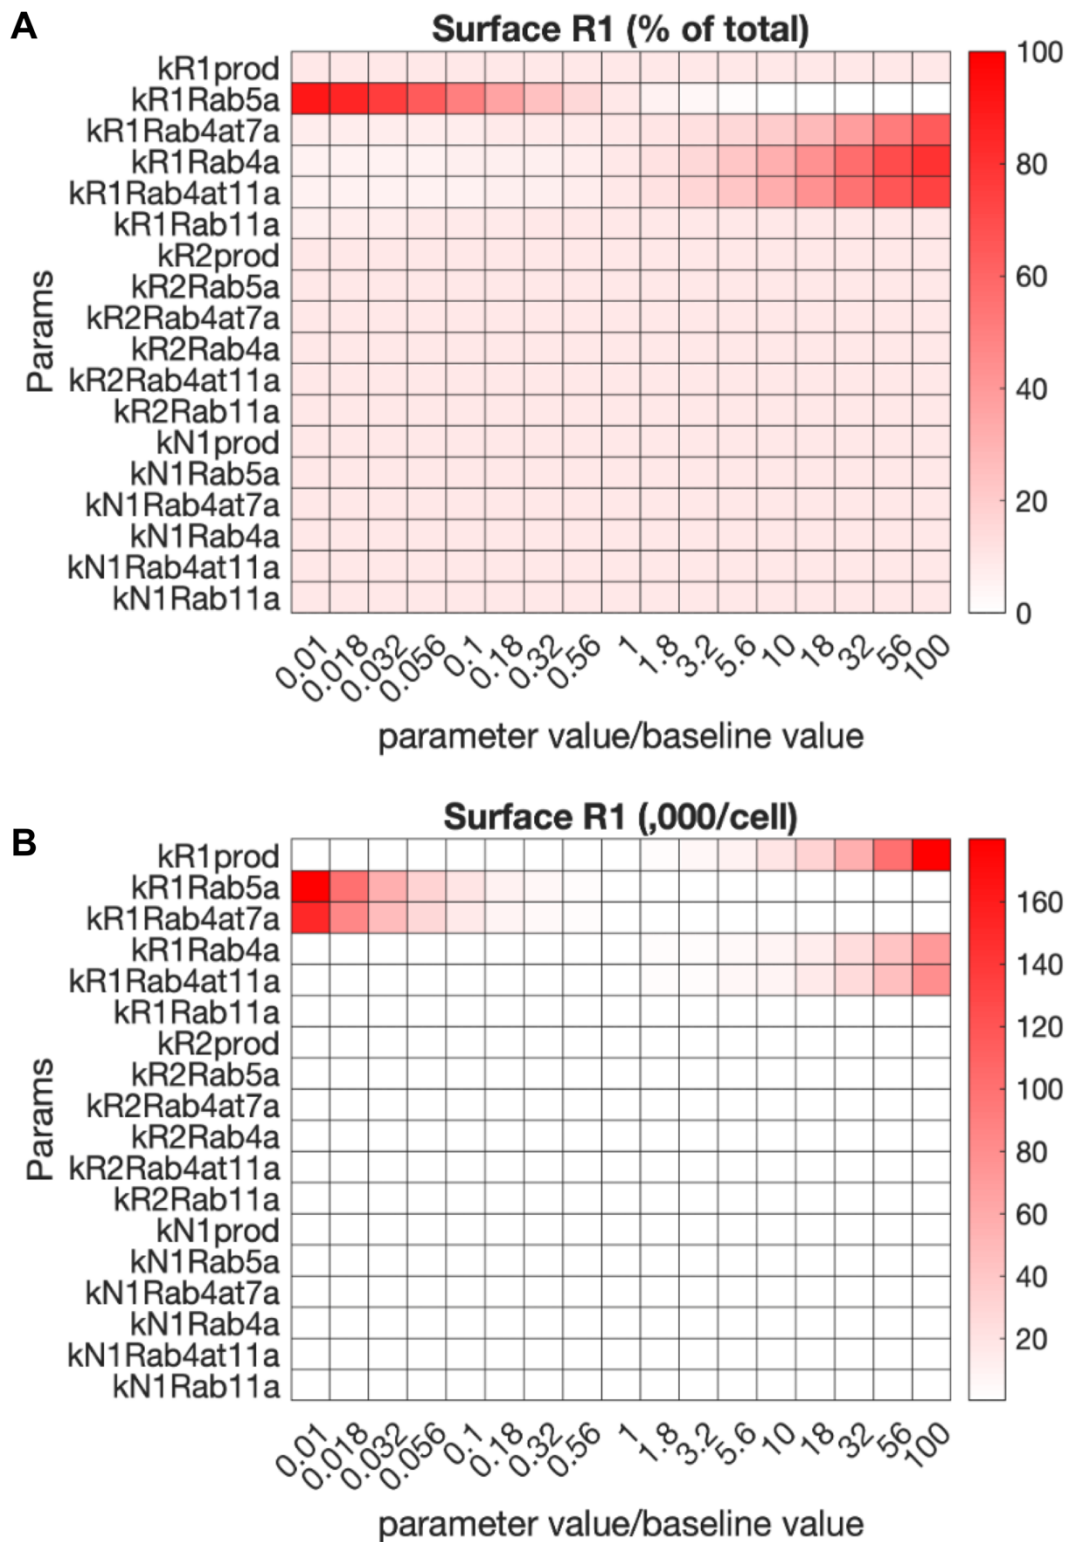 A
Surface R1 (% of total)
kR1prod
kR1Rab5a
kR1Rab4at7a
kR1Rab4a
kR1Rab4at11a
kR1Rab11a
kR2prod
kR2Rab5a
kR2Rab4at7a
kR2Rab4a
kR2Rab4at11a
kR2Rab11a
kN1prod
kN1Rab5a
kN1Rab4at7a
kN1Rab4a
kN1Rab4at11a
kN1Rab11a
Params
100
80
60
40
20
0
0.01 0.018 0.032 0.056 0.1 0.18 0.32 0.56 1 1.8 3.2 5.6 10 18 32 56 100
parameter value/baseline value
B
Surface R1 (,000/cell)
kR1prod
kR1Rab5a
kR1Rab4at7a
kR1Rab4a
kR1Rab4at11a
kR1Rab11a
kR2prod
kR2Rab5a
kR2Rab4at7a
kR2Rab4a
kR2Rab4at11a
kR2Rab11a
kN1prod
kN1Rab5a
kN1Rab4at7a
kN1Rab4a
kN1Rab4at11a
kN1Rab11a
Params
160
140
120
100
80
60
40
20
0.01 0.018 0.032 0.056 0.1 0.18 0.32 0.56 1 1.8 3.2 5.6 10 18 32 56 100
parameter value/baseline value